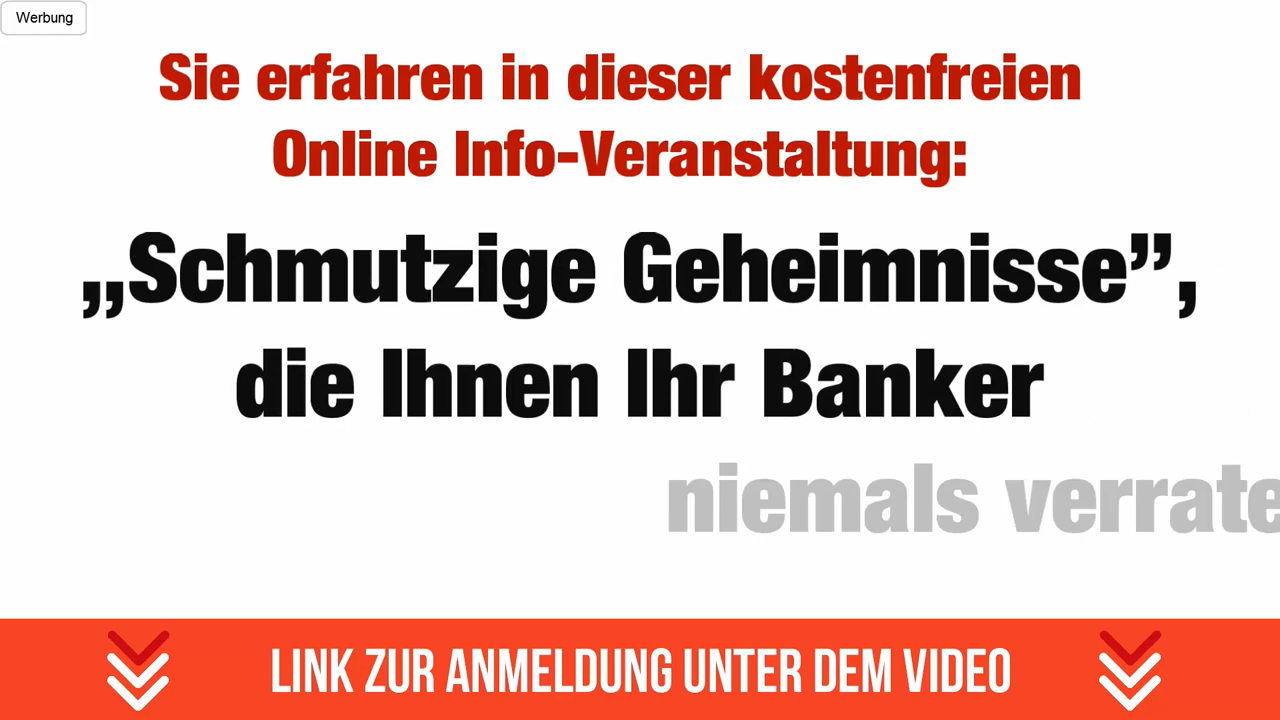 Werbung
Sie erfahren in dieser kostenfreien
Online Info-Veranstaltung:
„Schmutzige Geheimnisse”,
die Ihnen Ihr Banker
niemals verrate
LINK ZUR ANMELDUNG UNTER DEM VIDEO